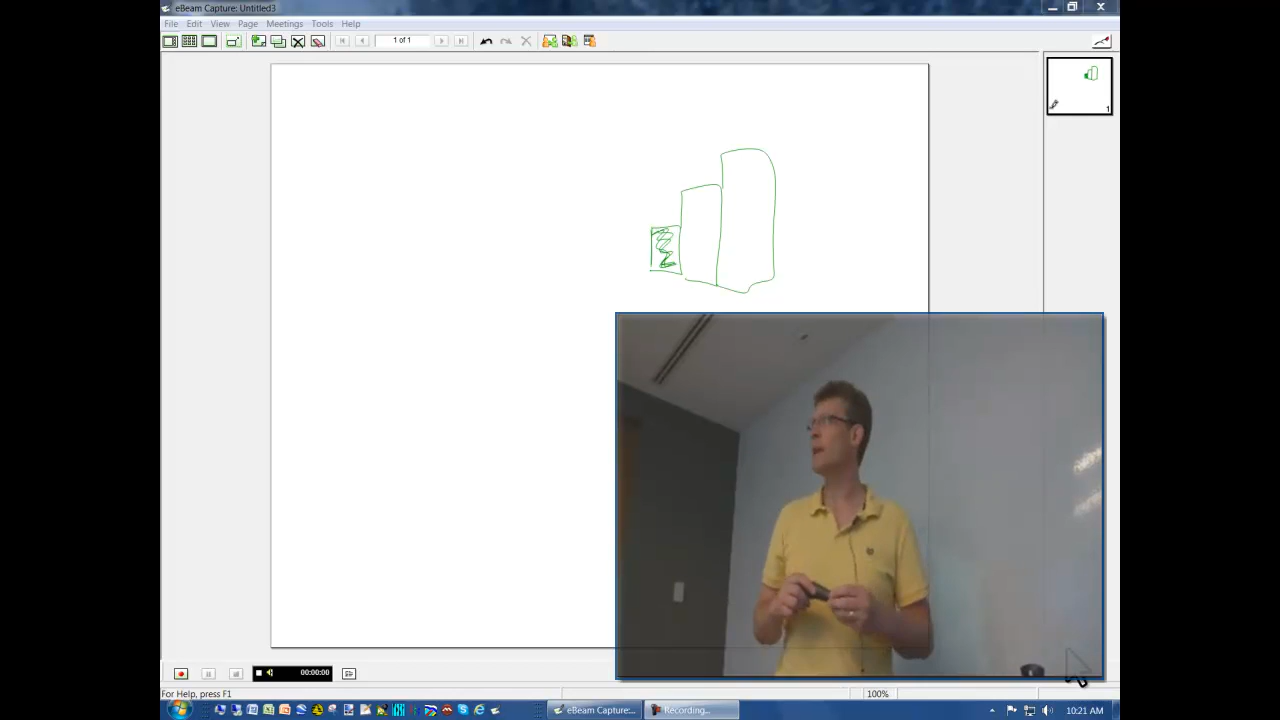 eBeam Capture: Untitled3
File Edit View Page Meetings Tools Help
1 of 1
1
00:00:00
For Help, press F1
100%
eBeam Capture:...
Recording...
10:21 AM